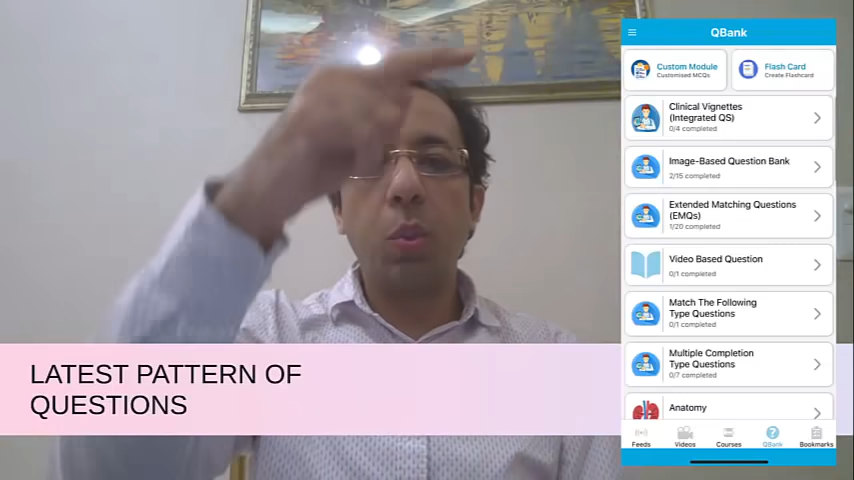 QBank
Custom Module
Customised MCQs
Flash Card
Create Flashcard
Clinical Vignettes
(Integrated QS)
0/4 completed
Image-Based Question Bank
2/15 completed
Extended Matching Questions
(EMQs)
1/20 completed
Video Based Question
0/1 completed
Match The Following
Type Questions
0/1 completed
Multiple Completion
Type Questions
0/7 completed
Anatomy
Feeds
Videos
Courses
QBank
Bookmarks
LATEST PATTERN OF
QUESTIONS